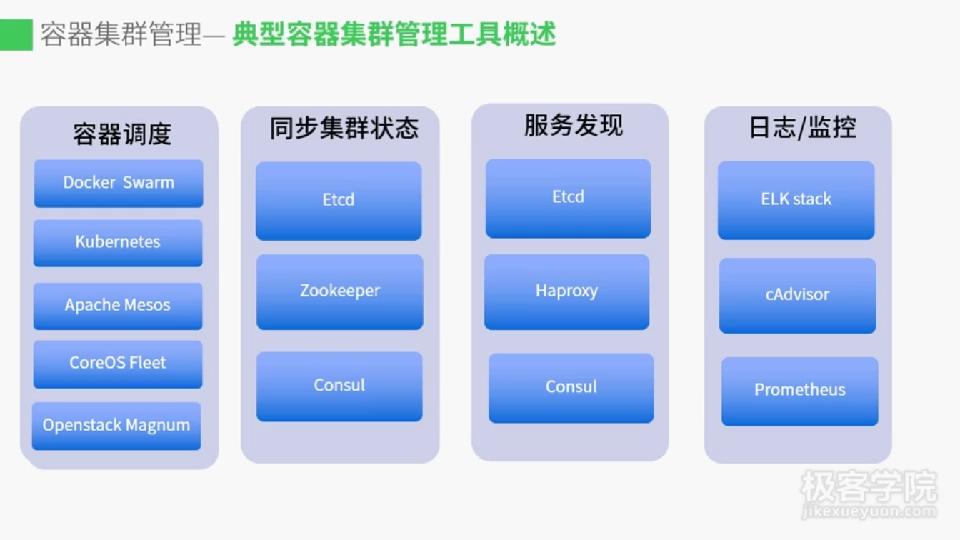 容器集群管理— 典型容器集群管理工具概述
容器调度
Docker Swarm
Kubernetes
Apache Mesos
CoreOS Fleet
Openstack Magnum
同步集群状态
Etcd
Zookeeper
Consul
服务发现
Etcd
Haproxy
Consul
日志/监控
ELK stack
cAdvisor
Prometheus
极客学院
jikexueyuan.com